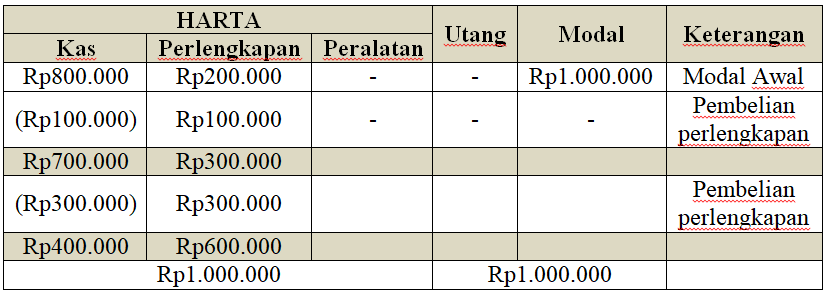 HARTA
Utang
Modal
Keterangan
Kas
Perlengkapan
Peralatan
Rp800.000 Rp200.000 - - Rp1.000.000 Modal Awal
(Rp100.000) Rp100.000 - - - Pembelian
perlengkapan
Rp700.000 Rp300.000
(Rp300.000) Rp300.000 Pembelian
perlengkapan
Rp400.000 Rp600.000
Rp1.000.000 Rp1.000.000